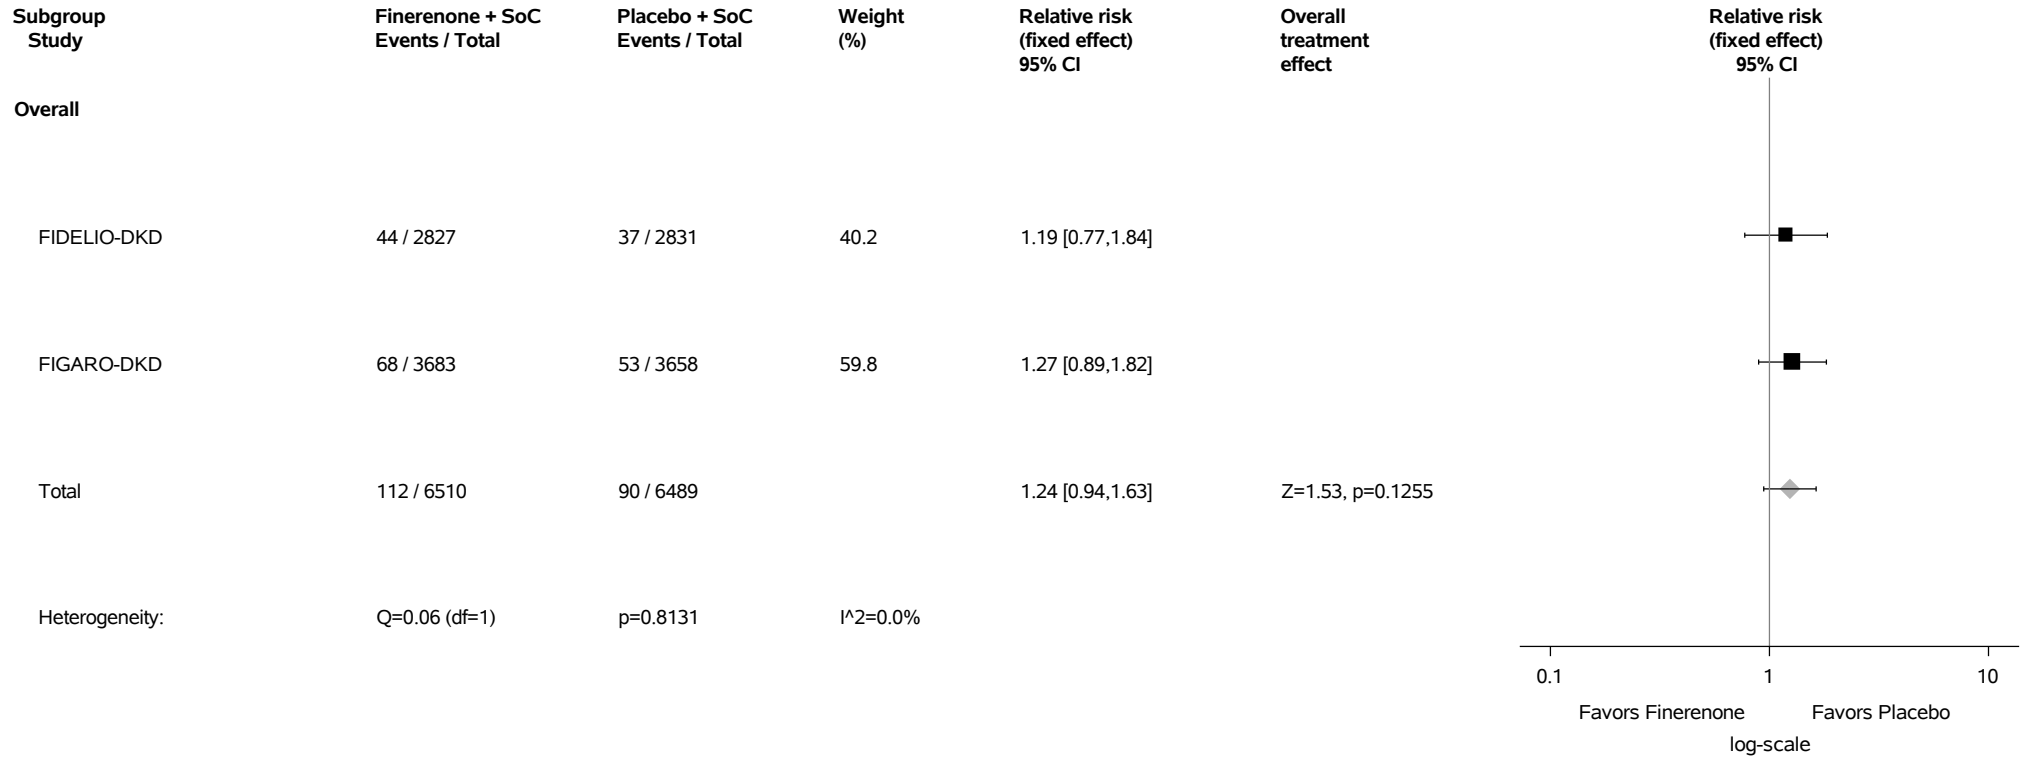 Subgroup Finerenone + SoC Placebo + SoC Weight Relative risk Overall Relative risk
Study Events / Total Events / Total (%) (fixed effect) treatment (fixed effect)
95% CI effect 95% CI
Overall
FIDELIO-DKD 44 / 2827 37 / 2831 40.2 1.19 [0.77,1.84]
FIGARO-DKD 68 / 3683 53 / 3658 59.8 1.27 [0.89,1.82]
Total 112 / 6510 90 / 6489 1.24 [0.94,1.63] Z=1.53, p=0.1255
Heterogeneity: Q=0.06 (df=1) p=0.8131 I^2=0.0%
0.1 1 10
Favors Finerenone Favors Placebo
log-scale